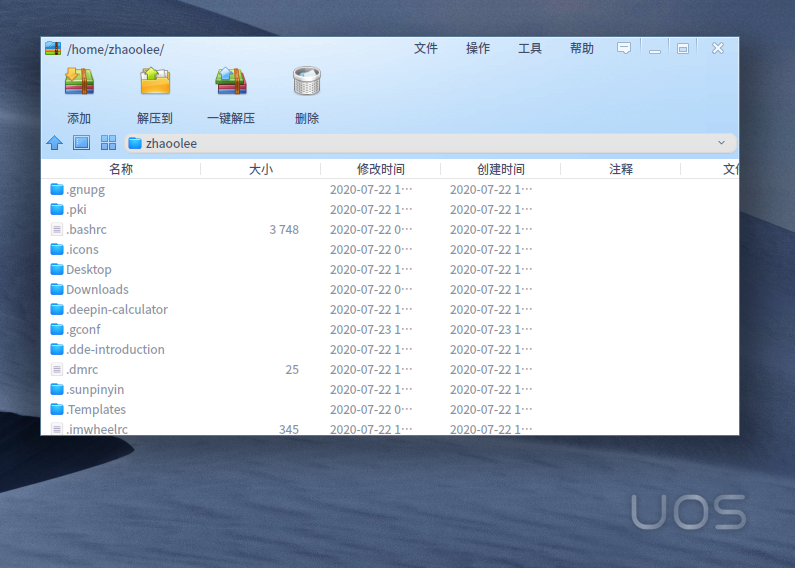 /home/zhaoolee/ 文件 操作 工具 帮助
添加 解压到 一键解压 删除
zhaoolee
名称 大小 修改时间 创建时间 注释 文件
.gnupg 2020-07-22 1··· 2020-07-22 1···
.pki 2020-07-22 1··· 2020-07-22 1···
.bashrc 3 748 2020-07-22 0··· 2020-07-22 1···
.icons 2020-07-22 0··· 2020-07-22 1···
Desktop 2020-07-22 1··· 2020-07-22 1···
Downloads 2020-07-22 0··· 2020-07-22 1···
.deepin-calculator 2020-07-22 1··· 2020-07-22 1···
.gconf 2020-07-23 1··· 2020-07-23 1···
.dde-introduction 2020-07-22 1··· 2020-07-22 1···
.dmrc 25 2020-07-22 1··· 2020-07-22 1···
.sunpinyin 2020-07-22 1··· 2020-07-22 1···
.Templates 2020-07-22 0··· 2020-07-22 1···
.imwheelrc 345 2020-07-22 1··· 2020-07-22 1···
UOS